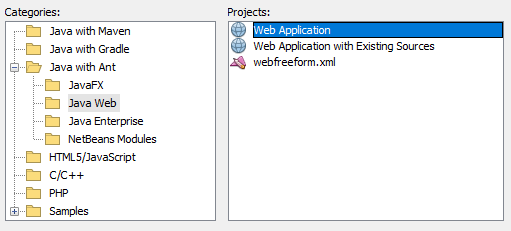 Categories:
Java with Maven
Java with Gradle
Java with Ant
JavaFX
Java Web
Java Enterprise
NetBeans Modules
HTML5/JavaScript
C/C++
PHP
Samples
Projects:
Web Application
Web Application with Existing Sources
webfreeform.xml